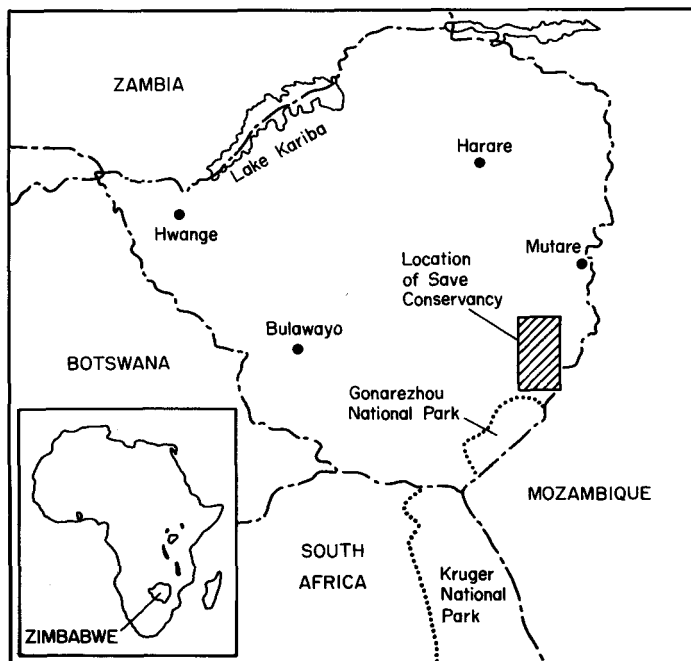 ZAMBIA
Lake Kariba
Harare
Hwange
Mutare
Location
of Save
Conservancy
Bulawayo
BOTSWANA
Gonarezhou
National Park
MOZAMBIQUE
SOUTH
AFRICA
Kruger
National
Park
ZIMBABWE